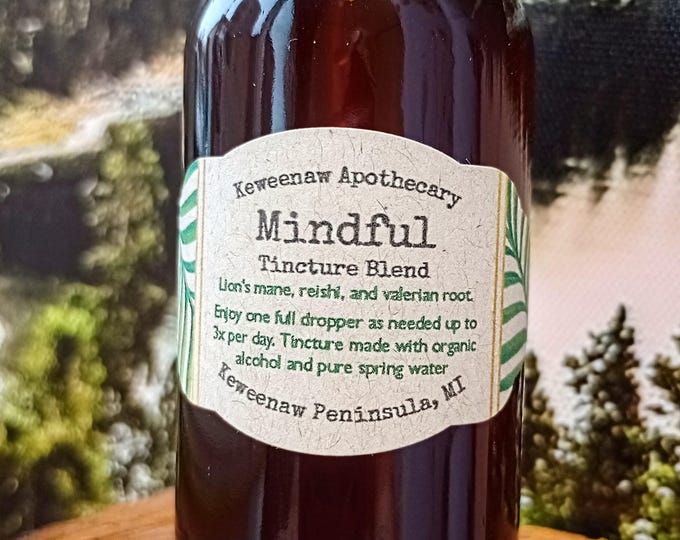 Keweenaw Apothecary
Mindful
Tincture Blend
Lion's mane, reishi, and valerian root.
Enjoy one full dropper as needed up to
3x per day. Tincture made with organic
alcohol and pure spring water
Keweenaw Peninsula, MI